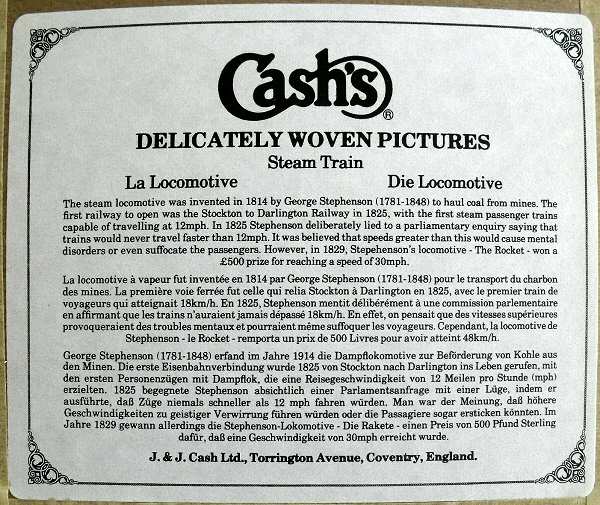 Cash's®
DELICATELY WOVEN PICTURES
Steam Train
La Locomotive Die Locomotive
The steam locomotive was invented in 1814 by George Stephenson (1781-1848) to haul coal from mines. The
first railway to open was the Stockton to Darlington Railway in 1825, with the first steam passenger trains
capable of travelling at 12mph. In 1825 Stephenson deliberately lied to a parliamentary enquiry saying that
trains would never travel faster than 12mph. It was believed that speeds greater than this would cause mental
disorders or even suffocate the passengers. However, in 1829, Stepehenson's locomotive - The Rocket - won a
£500 prize for reaching a speed of 30mph.
La locomotive à vapeur fut inventée en 1814 par George Stephenson (1781-1848) pour le transport du charbon
des mines. La première voie ferrée fut celle qui relia Stockton à Darlington en 1825, avec le premier train de
voyageurs qui atteignait 18km/h. En 1825, Stephenson mentit délibérément à une commission parlementaire
en affirmant que les trains n'auraient jamais dépassé 18km/h. En effet, on pensait que des vitesses supérieures
provoqueraient des troubles mentaux et pourraient même suffoquer les voyageurs. Cependant, la locomotive de
Stephenson - le Rocket - remporta un prix de 500 Livres pour avoir atteint 48km/h.
George Stephenson (1781-1848) erfand im Jahre 1914 die Dampflokomotive zur Beförderung von Kohle aus
den Minen. Die erste Eisenbahnverbindung wurde 1825 von Stockton nach Darlington ins Leben gerufen, mit
den ersten Personenzügen mit Dampflok, die eine Reisegeschwindigkeit von 12 Meilen pro Stunde (mph)
erzielten. 1825 begegnete Stephenson absichtlich einer Parlamentsanfrage mit einer Lüge, indem er
ausführte, daß Züge niemals schneller als 12 mph fahren würden. Man war der Meinung, daß höhere
Geschwindigkeiten zu geistiger Verwirrung führen würden oder die Passagiere sogar ersticken könnten. Im
Jahre 1829 gewann allerdings die Stephenson-Lokomotive - Die Rakete - einen Preis von 500 Pfund Sterling
dafür, daß eine Geschwindigkeit von 30mph erreicht wurde.
J. & J. Cash Ltd., Torrington Avenue, Coventry, England.